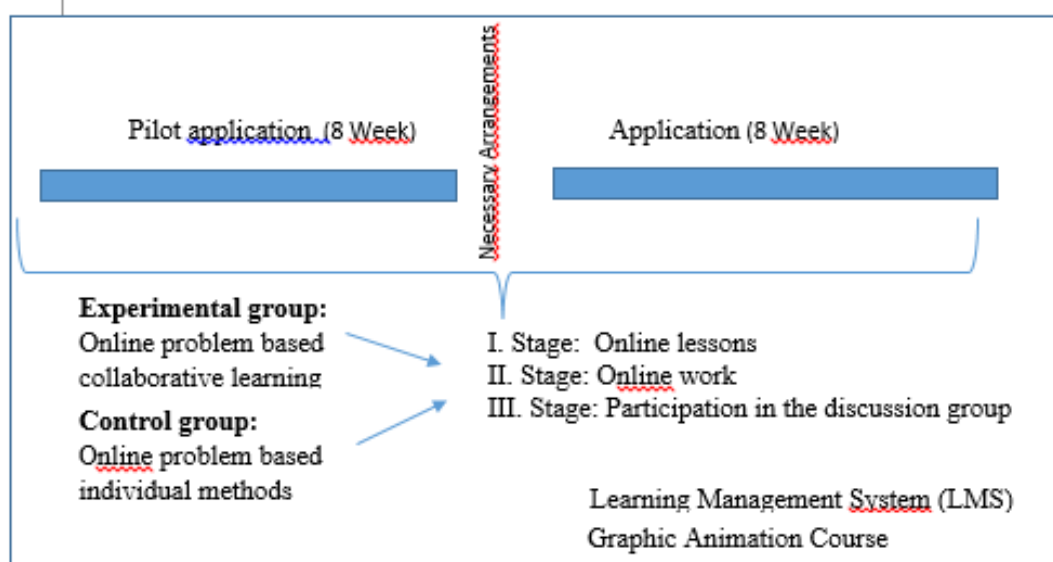 Pilot application (8 Week)
Necessary Arrangements
Application (8 Week)
Experimental group:
Online problem based
collaborative learning
Control group:
Online problem based
individual methods
I. Stage: Online lessons
II. Stage: Online work
III. Stage: Participation in the discussion group
Learning Management System (LMS)
Graphic Animation Course